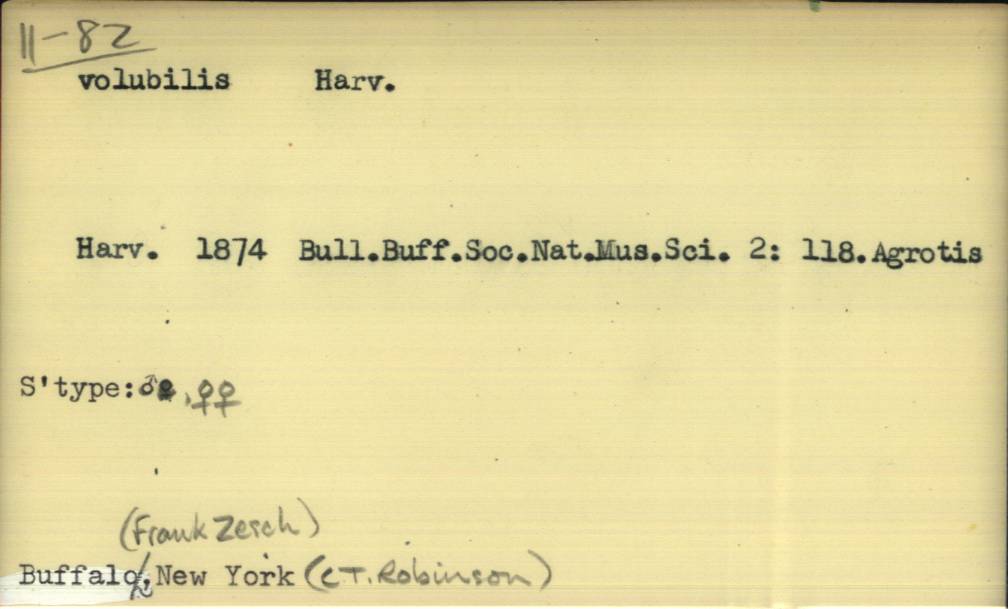 11-82
volubilis Harv.
Harv. 1874 Bull.Buff.Soc.Nat.Mus.Sci. 2: 118.Agrotis
S'type:♂ ,♀♀
(Frank Zesch)
Buffalo, New York (C T. Robinson)